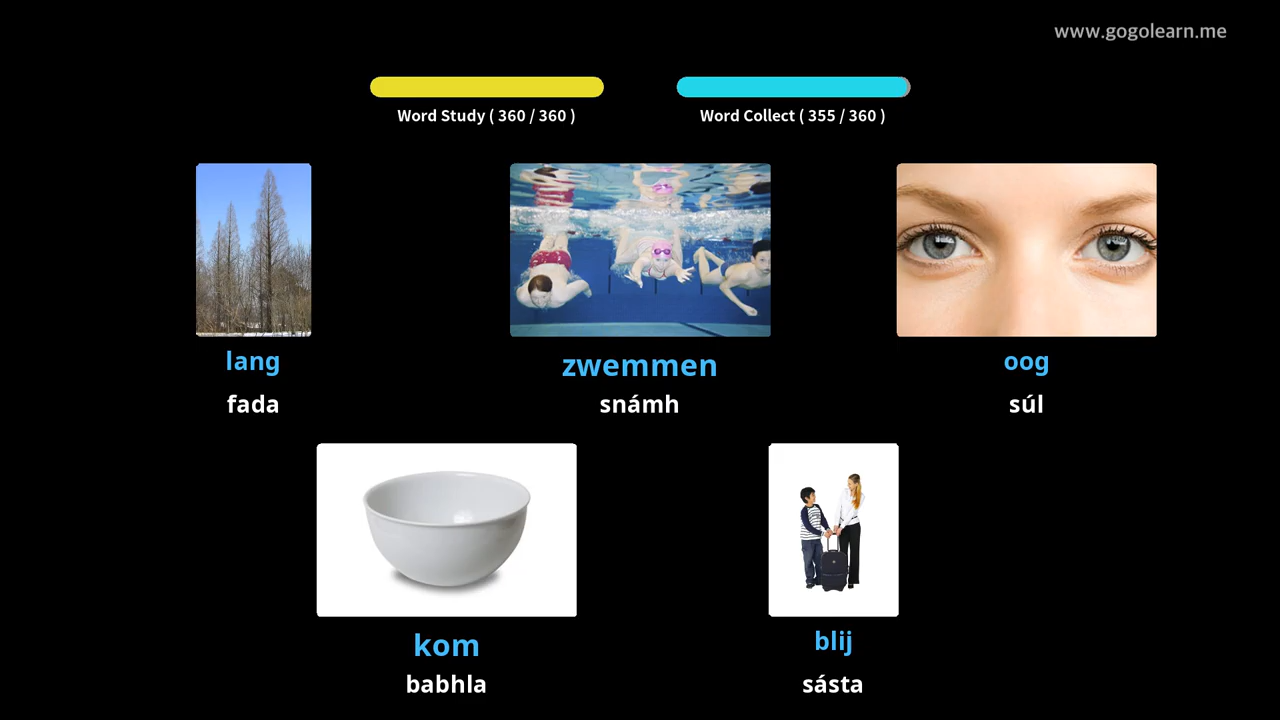 www.gogolearn.me
Word Study ( 360 / 360 )
Word Collect ( 355 / 360 )
lang
fada
zwemmen
snámh
oog
súl
kom
babhla
blij
sásta